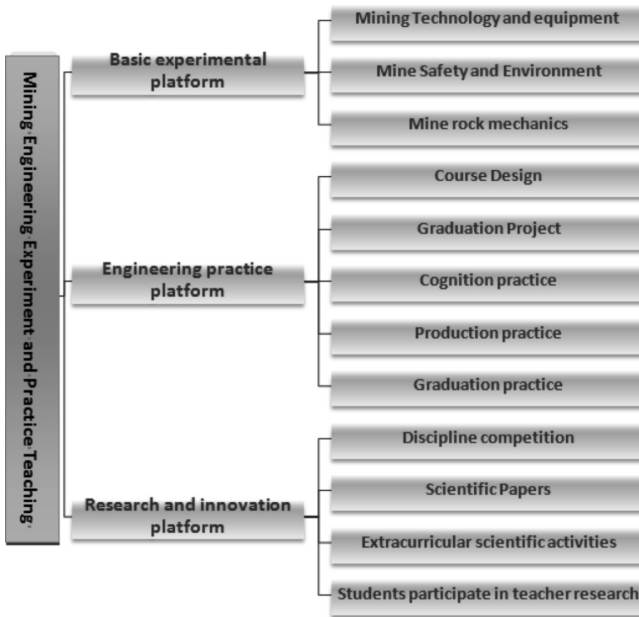 Mining Engineering Experiment and Practice Teaching
Basic experimental
platform
Mining Technology and equipment
Mine Safety and Environment
Mine rock mechanics
Engineering practice
platform
Course Design
Graduation Project
Cognition practice
Production practice
Graduation practice
Research and innovation
platform
Discipline competition
Scientific Papers
Extracurricular scientific activities
Students participate in teacher research